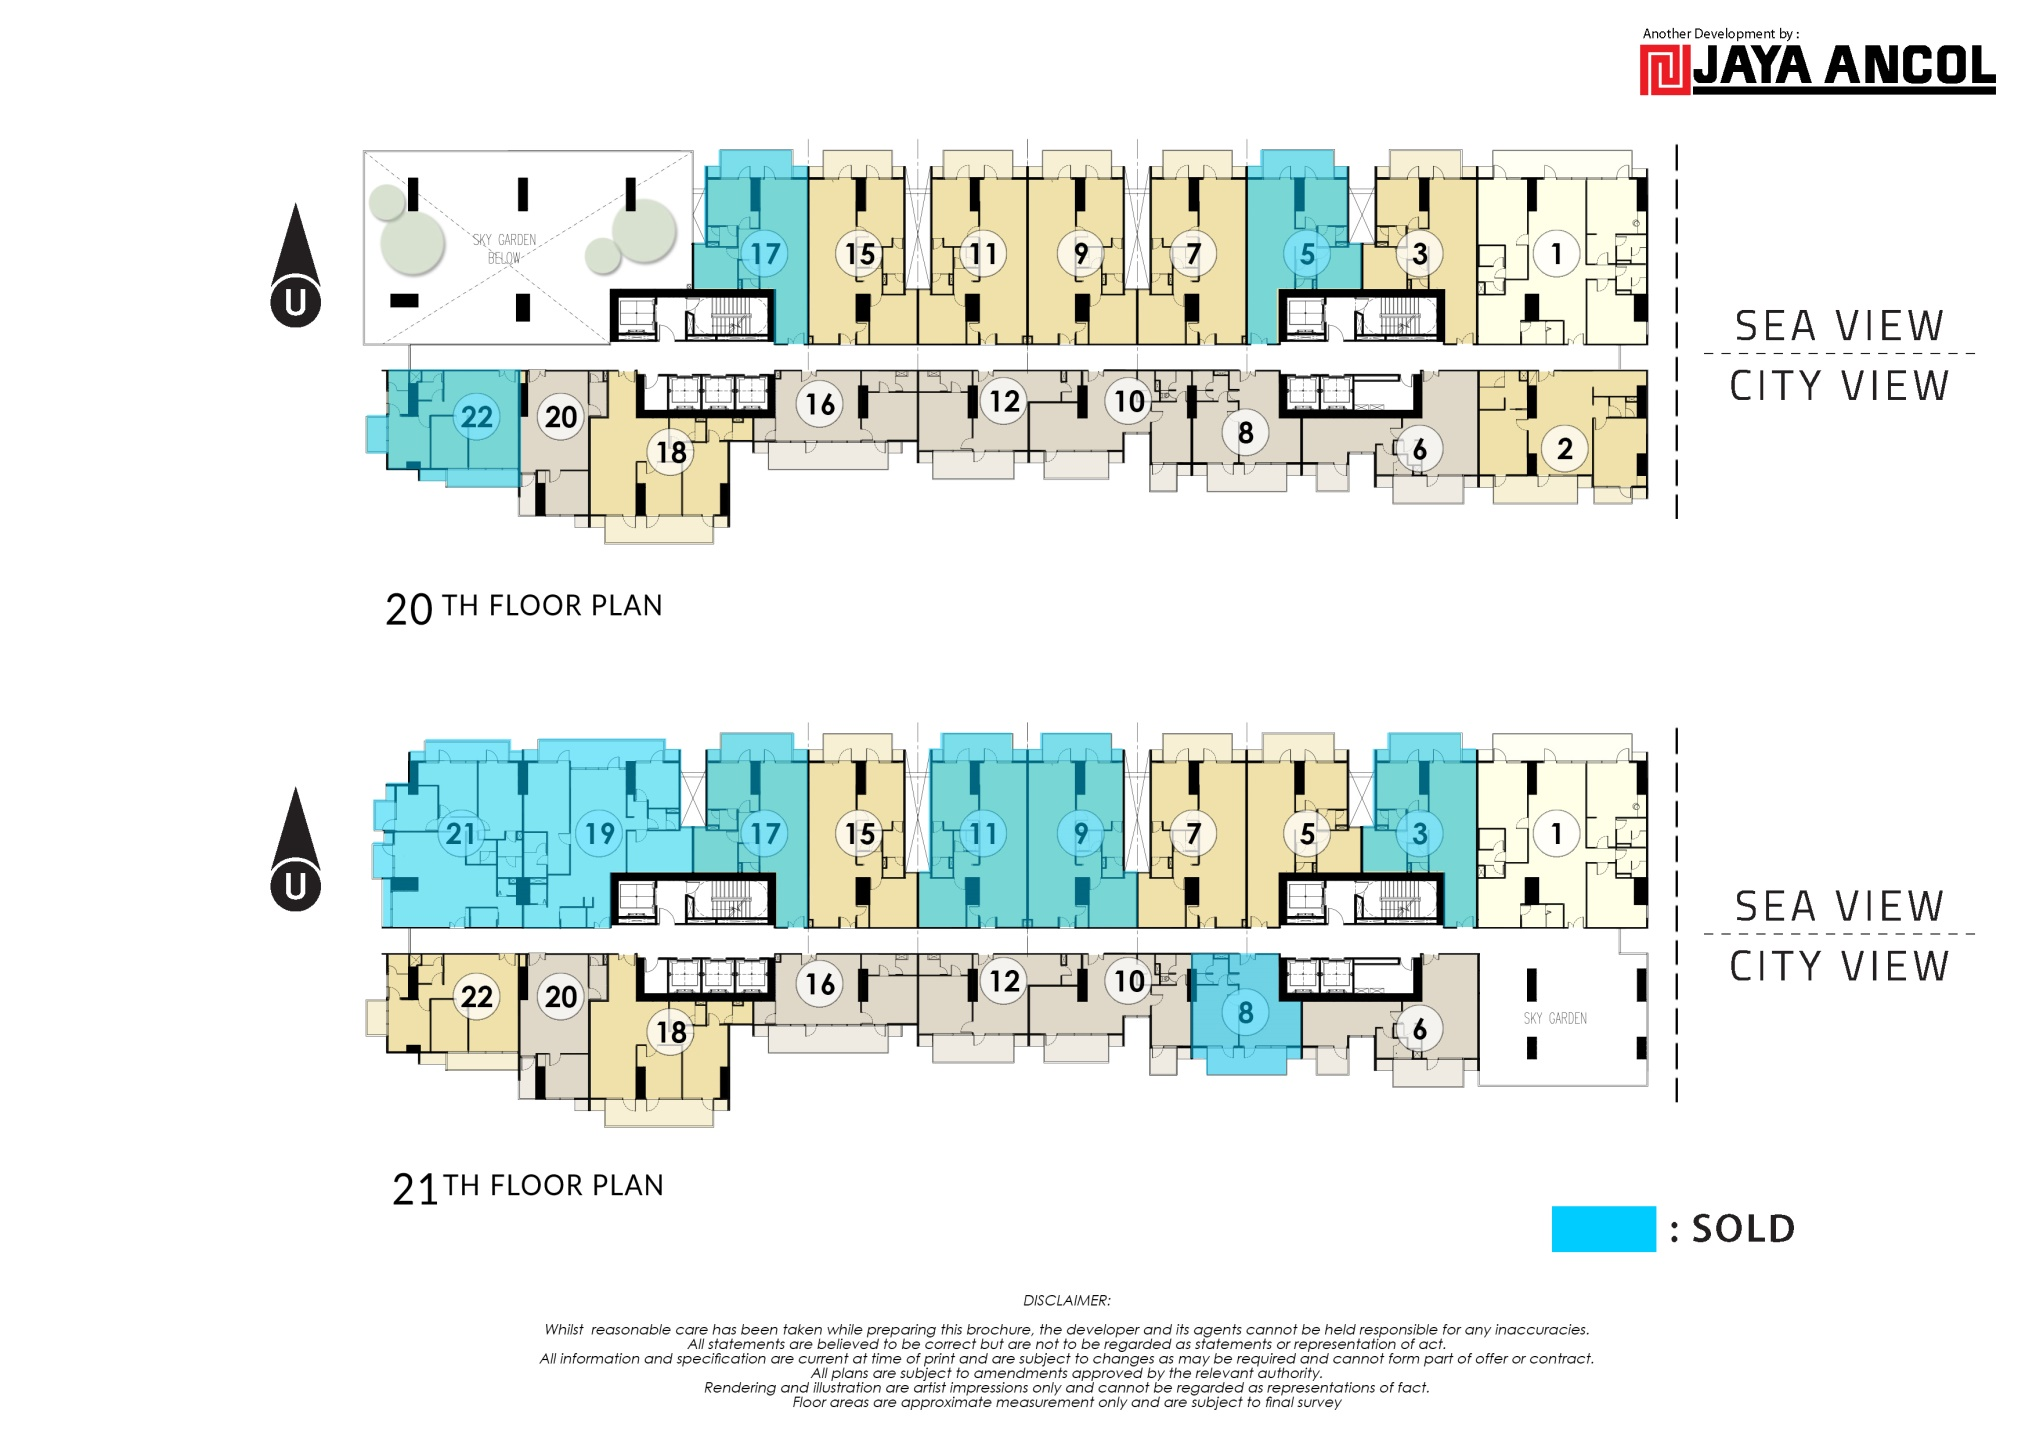 Another Development by :
JAYA ANCOL
17 15 11 9 7 5 3 1
SKY GARDEN
BELOW
U
SEA VIEW
CITY VIEW
22 20 18 16 12 10 8 6 2
20 TH FLOOR PLAN
21 19 17 15 11 9 7 5 3 1
U
SEA VIEW
CITY VIEW
22 20 18 16 12 10 8 6
SKY GARDEN
21 TH FLOOR PLAN
: SOLD
DISCLAIMER:
Whilst reasonable care has been taken while preparing this brochure, the developer and its agents cannot be held responsible for any inaccuracies.
All statements are believed to be correct but are not to be regarded as statements or representation of act.
All information and specification are current at time of print and are subject to changes as may be required and cannot form part of offer or contract.
All plans are subject to amendments approved by the relevant authority.
Rendering and illustration are artist impressions only and cannot be regarded as representations of fact.
Floor areas are approximate measurement only and are subject to final survey